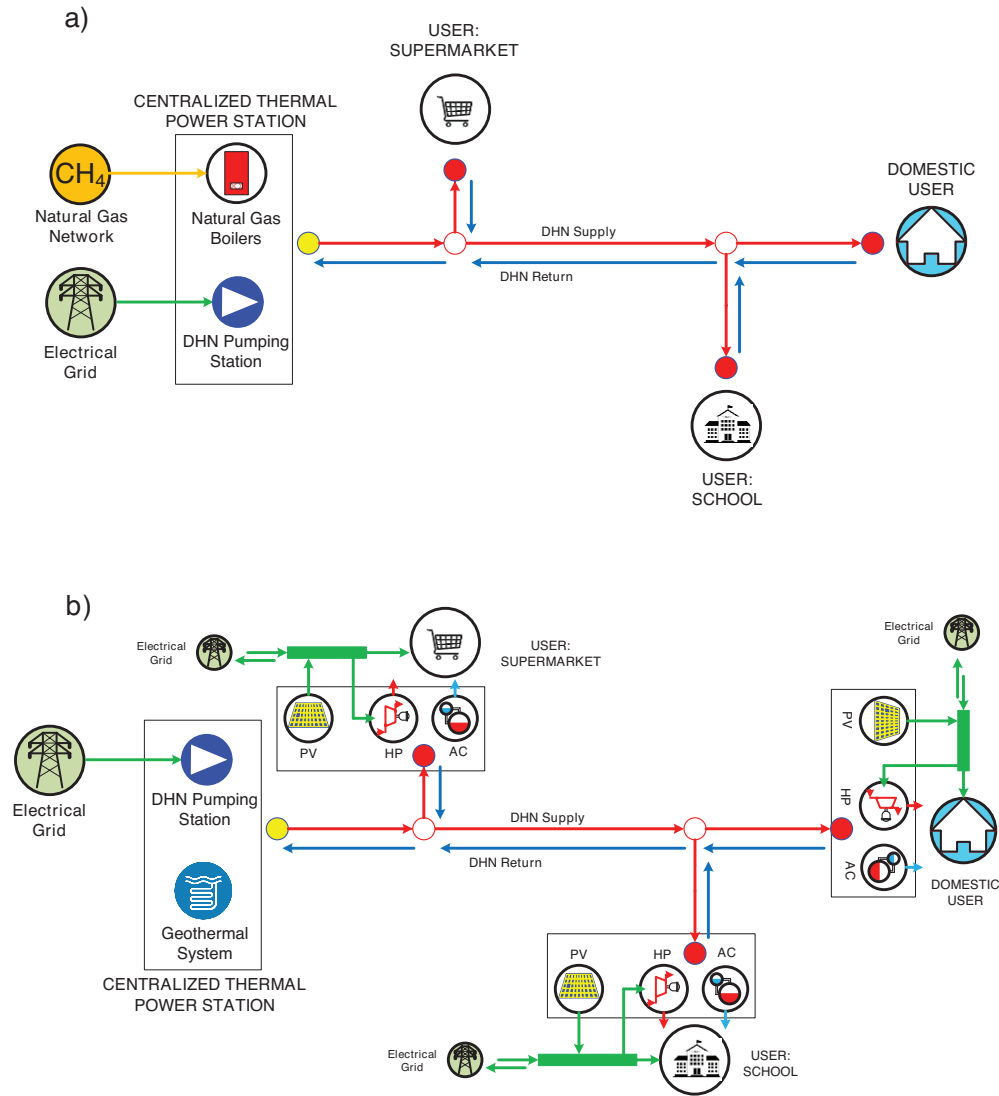 a)
USER:
SUPERMARKET
CENTRALIZED THERMAL
POWER STATION
CH4
Natural Gas
Network
Natural Gas
Boilers
DOMESTIC
USER
DHN Supply
DHN Return
Electrical
Grid
DHN Pumping
Station
USER:
SCHOOL
b)
Electrical
Grid
USER:
SUPERMARKET
PV
HP
AC
Electrical
Grid
PV
HP
AC
DOMESTIC
USER
Electrical
Grid
DHN Pumping
Station
Geothermal
System
CENTRALIZED THERMAL
POWER STATION
DHN Supply
DHN Return
PV
HP
AC
Electrical
Grid
USER:
SCHOOL